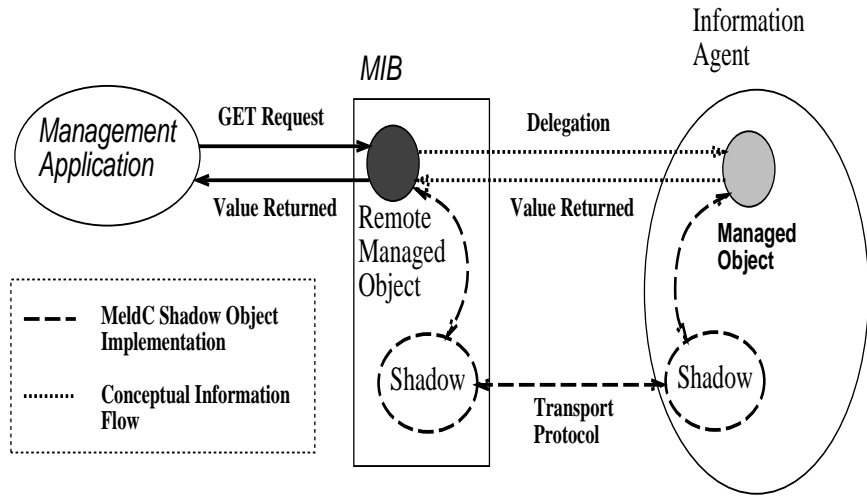 Information
Agent
MIB
Management
Application
GET Request
Delegation
Value Returned
Value Returned
Remote
Managed
Object
Managed
Object
MeldC Shadow Object
Implementation
Conceptual Information
Flow
Shadow
Shadow
Transport
Protocol